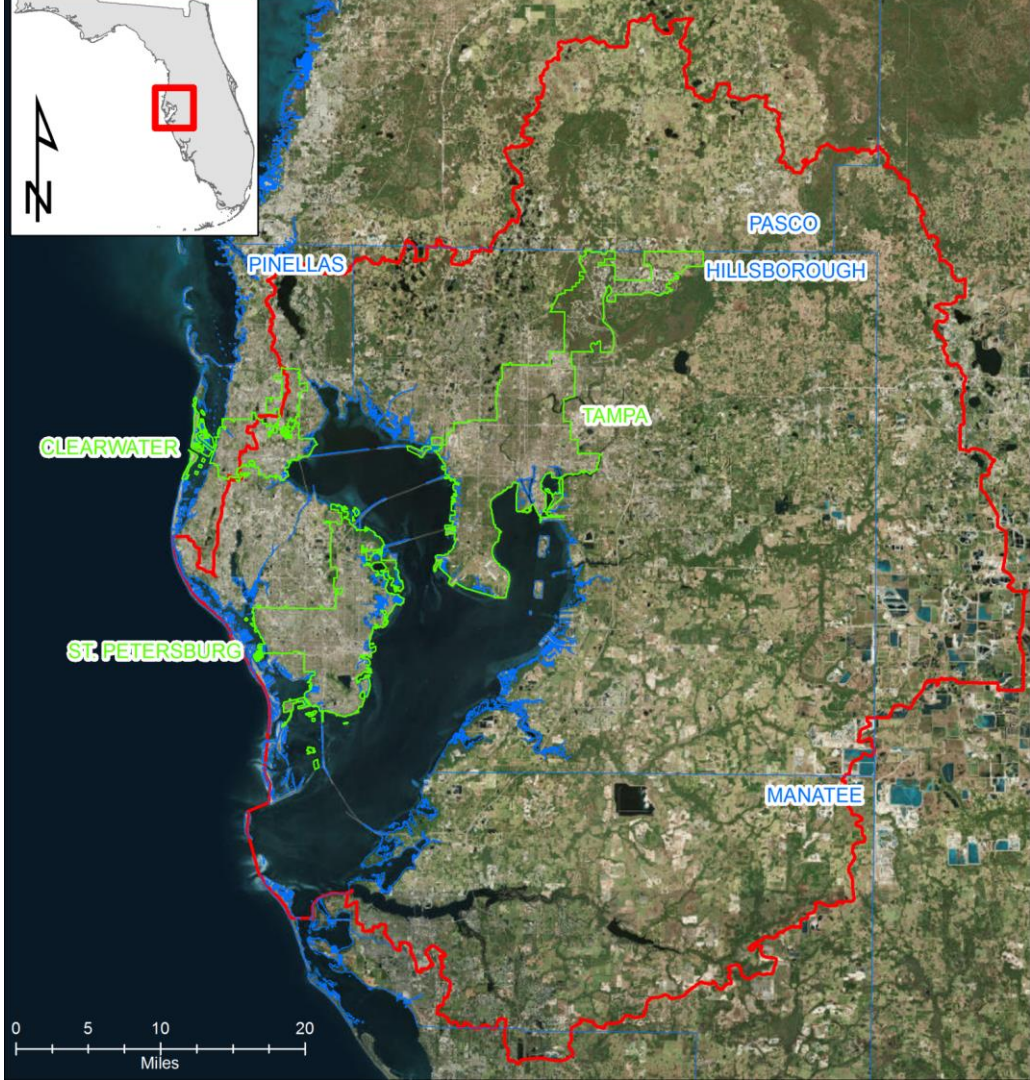 N
PASCO
PINELLAS
HILLSBOROUGH
TAMPA
CLEARWATER
ST. PETERSBURG
MANATEE
0 5 10 20
Miles